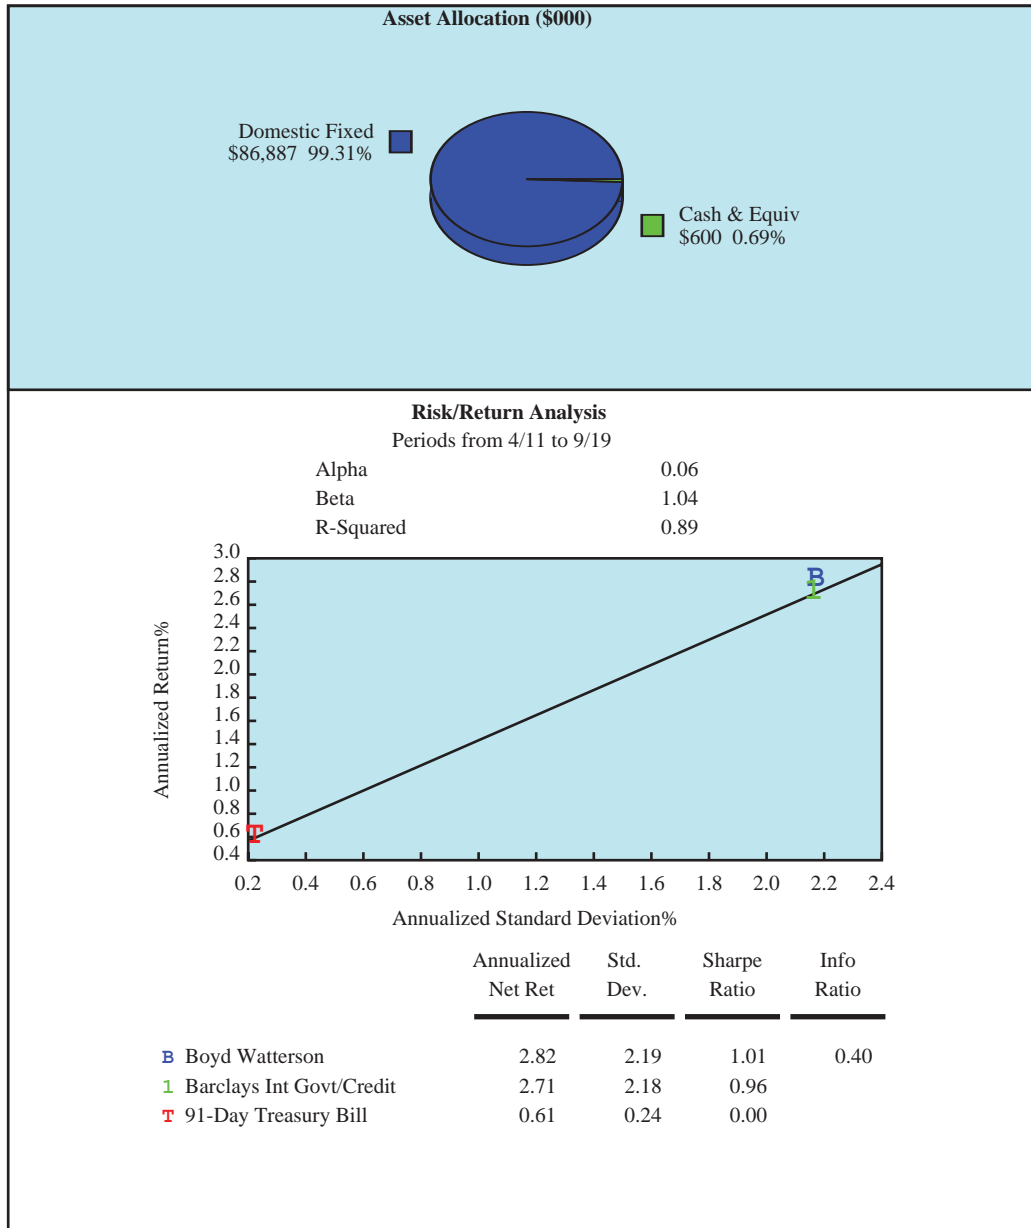 Asset Allocation ($000)
Domestic Fixed
$86,887 99.31%
Cash & Equiv
$600 0.69%
Risk/Return Analysis
Periods from 4/11 to 9/19
Alpha 0.06
Beta 1.04
R-Squared 0.89
Annualized Return%
3.0
2.8
2.6
2.4
2.2
2.0
1.8
1.6
1.4
1.2
1.0
0.8
0.6
0.4
B
1
T
0.2 0.4 0.6 0.8 1.0 1.2 1.4 1.6 1.8 2.0 2.2 2.4
Annualized Standard Deviation%
Annualized Std. Sharpe Info
Net Ret Dev. Ratio Ratio
B Boyd Watterson 2.82 2.19 1.01 0.40
1 Barclays Int Govt/Credit 2.71 2.18 0.96
T 91-Day Treasury Bill 0.61 0.24 0.00